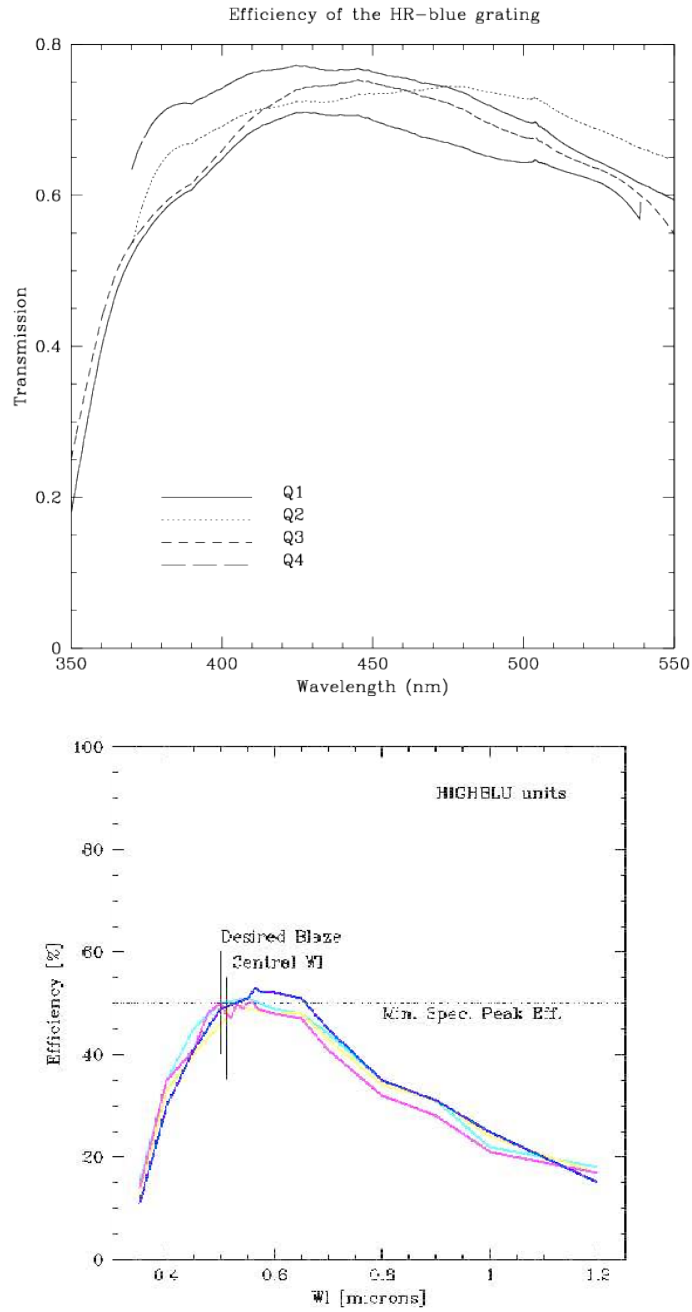 Efficiency of the HR-blue grating
0.8
0.6
0.4
0.2
0
Transmission
Q1
Q2
Q3
Q4
350
400
450
500
550
Wavelength (nm)
100
80
60
40
20
0
Efficiency [%]
HIGHBLU units
Desired Blaze
Central Wl
Min. Spec. Peak Eff.
0.4
0.6
0.8
1
1.2
Wl [microns]